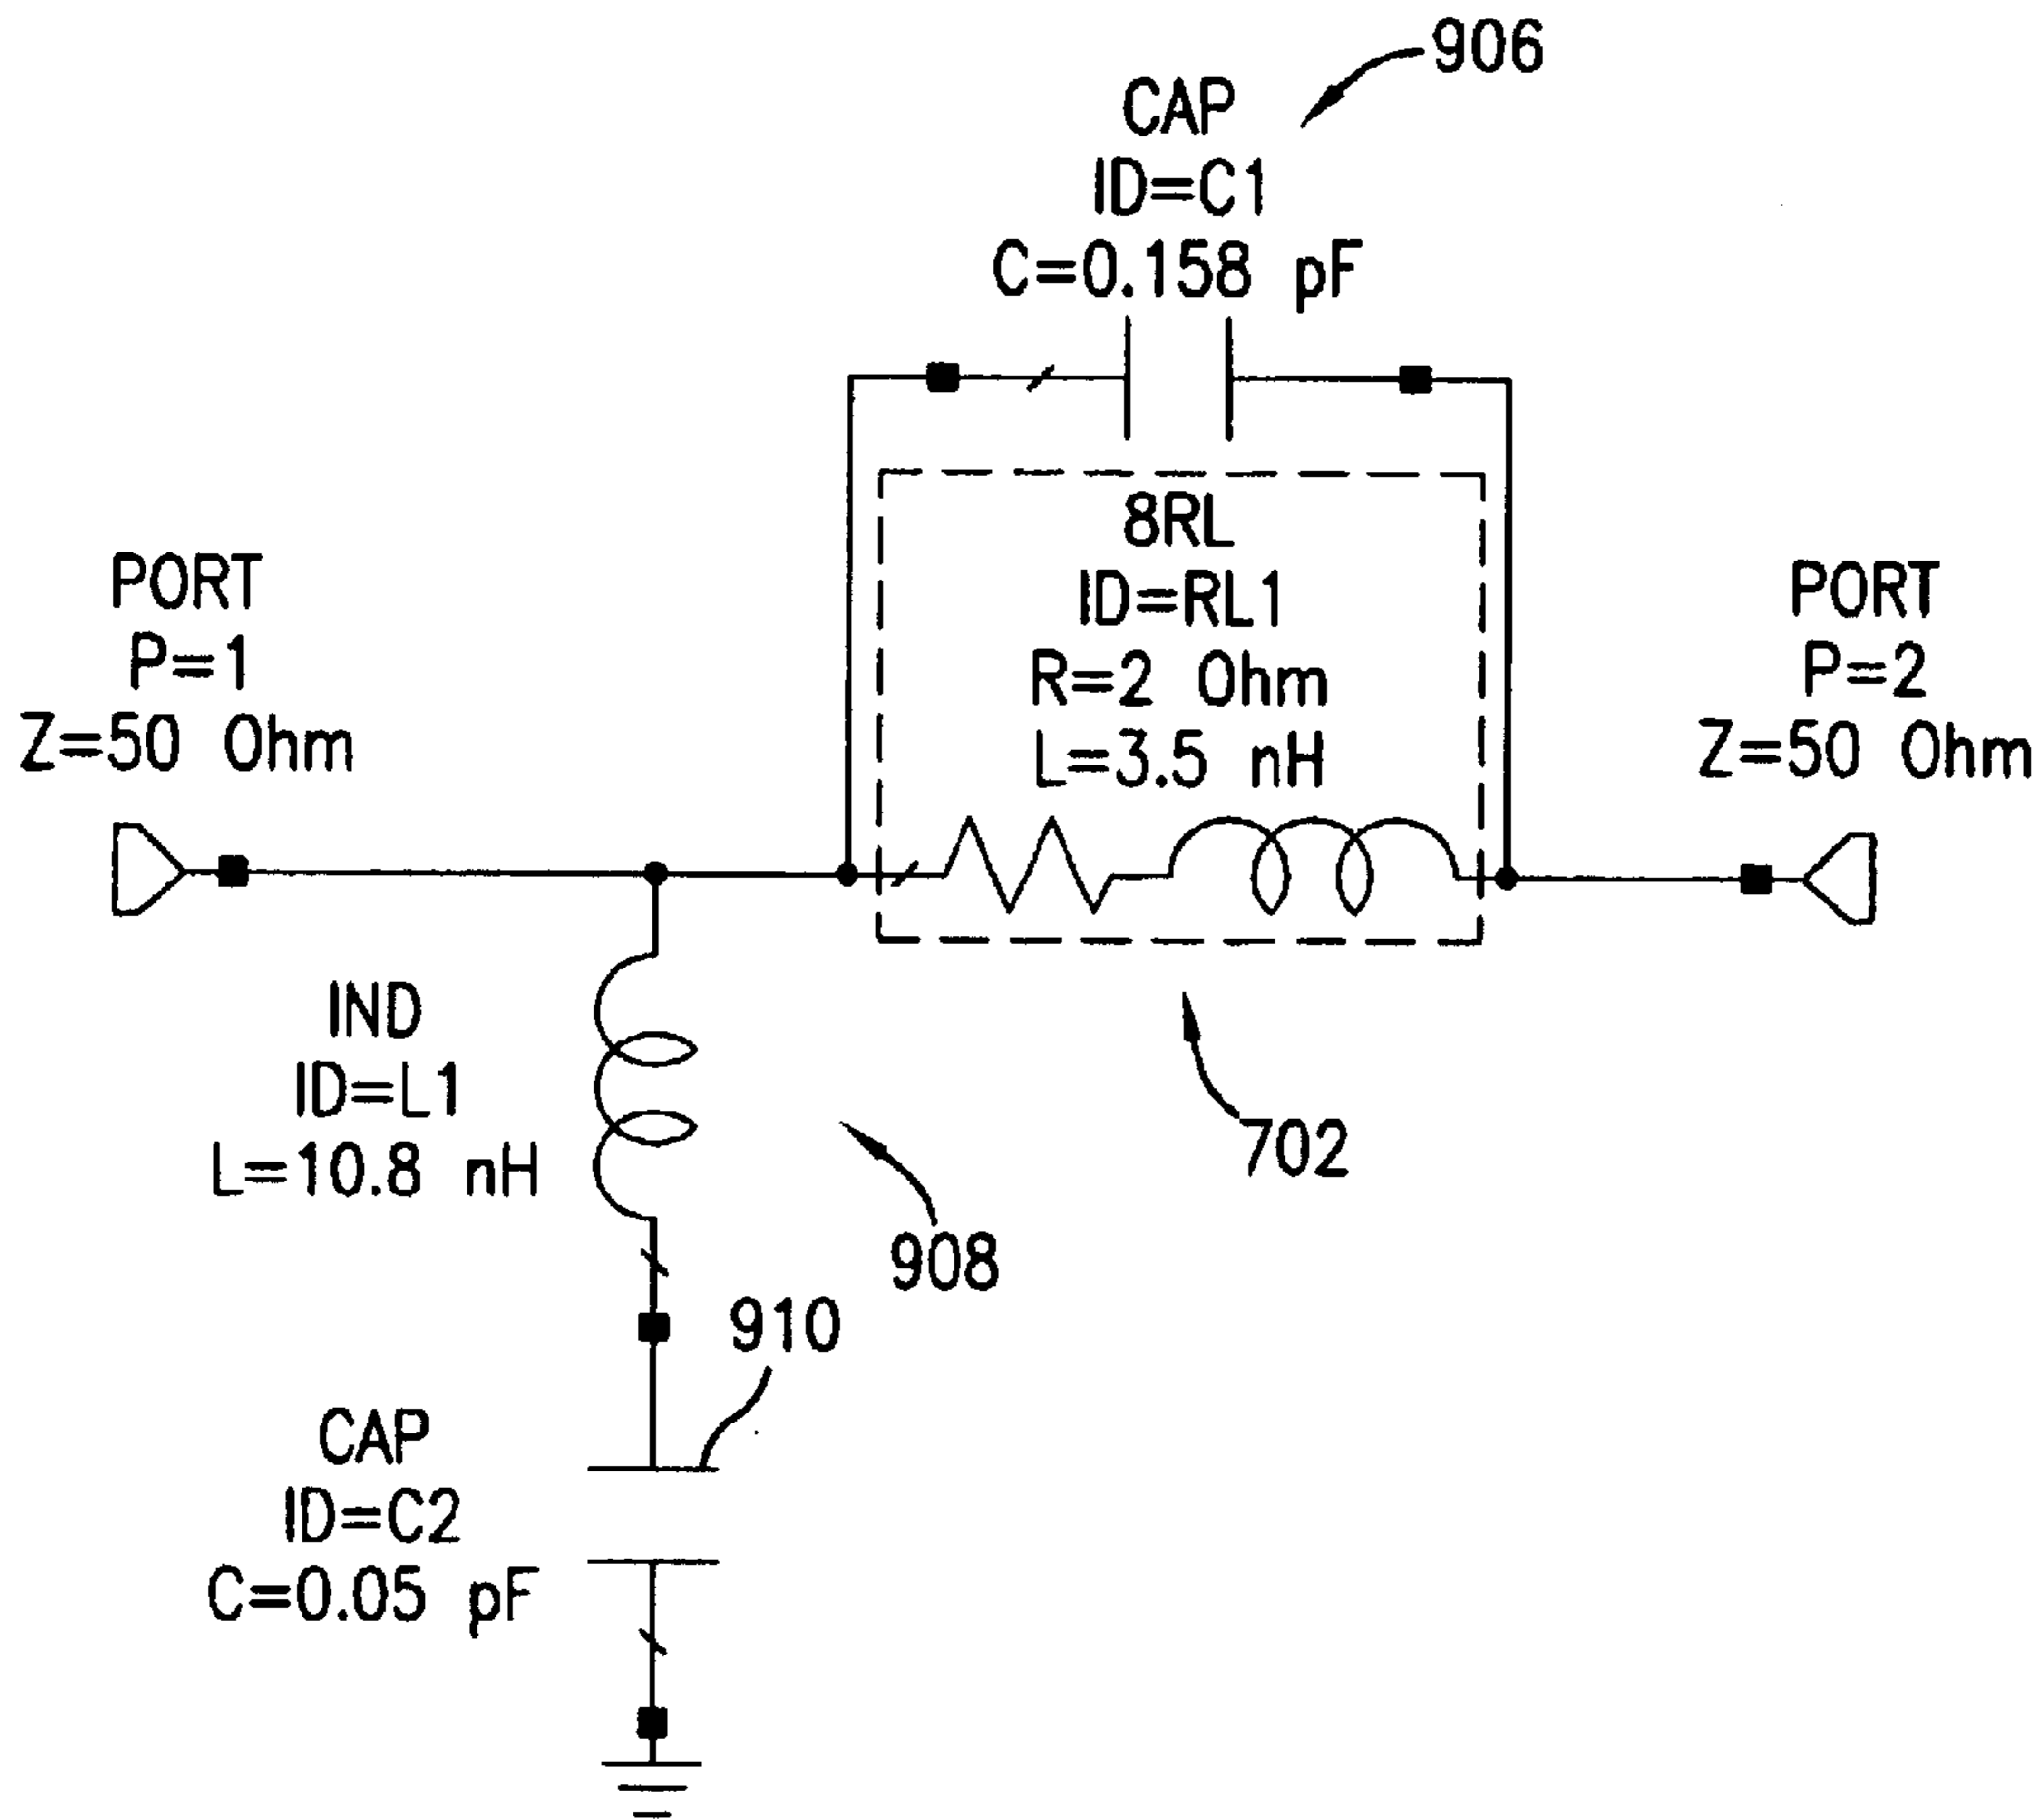 906
CAP
ID=C1
C=0.158 pF
8RL
ID=RL1
R=2 Ohm
L=3.5 nH
PORT
P=1
Z=50 Ohm
PORT
P=2
Z=50 Ohm
IND
ID=L1
L=10.8 nH
702
908
910
CAP
ID=C2
C=0.05 pF